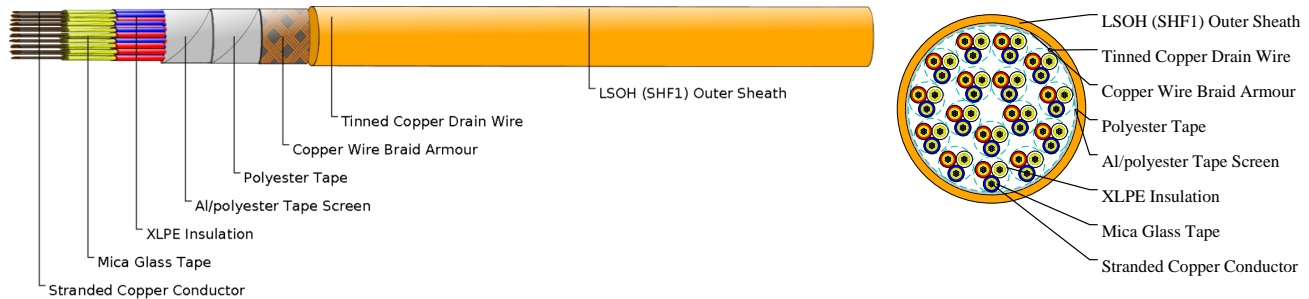 LSOH (SHF1) Outer Sheath
Tinned Copper Drain Wire
Copper Wire Braid Armour
Polyester Tape
Al/polyester Tape Screen
XLPE Insulation
Mica Glass Tape
Stranded Copper Conductor
LSOH (SHF1) Outer Sheath
Tinned Copper Drain Wire
Copper Wire Braid Armour
Polyester Tape
Al/polyester Tape Screen
XLPE Insulation
Mica Glass Tape
Stranded Copper Conductor